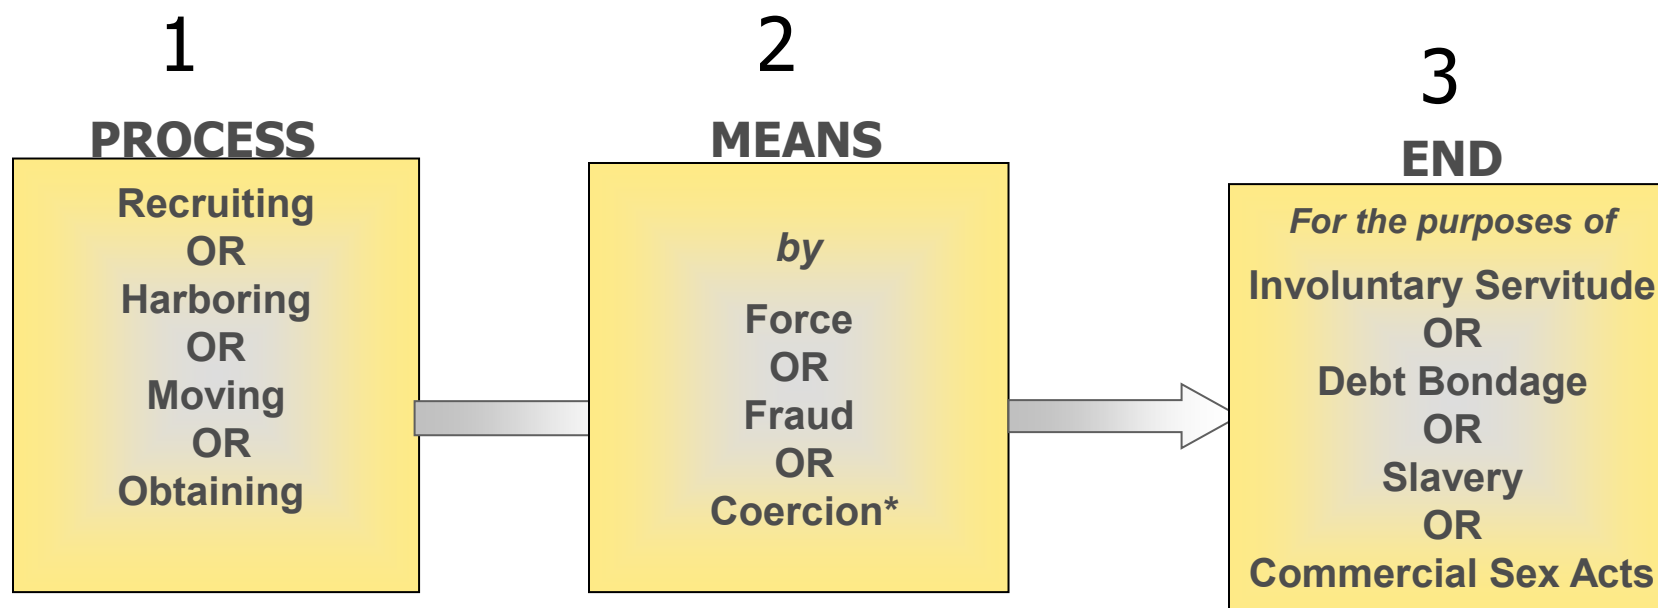 1
PROCESS
Recruiting
OR
Harboring
OR
Moving
OR
Obtaining
2
MEANS
by
Force
OR
Fraud
OR
Coercion*
3
END
For the purposes of
Involuntary Servitude
OR
Debt Bondage
OR
Slavery
OR
Commercial Sex Acts